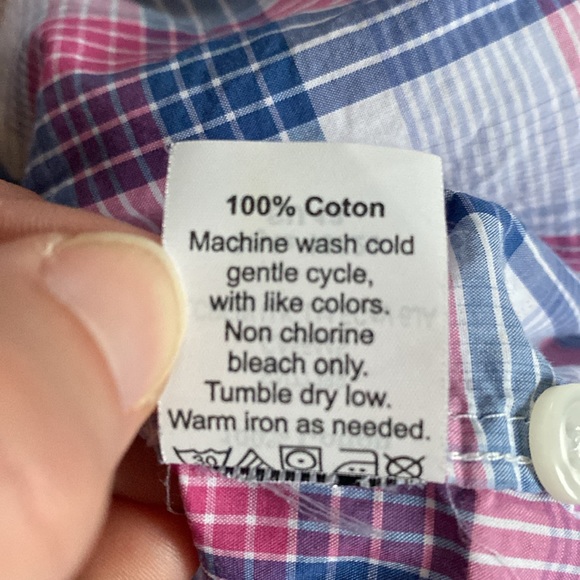 100% Coton
Machine wash cold
gentle cycle,
with like colors.
Non chlorine
bleach only.
Tumble dry low.
Warm iron as needed.
30